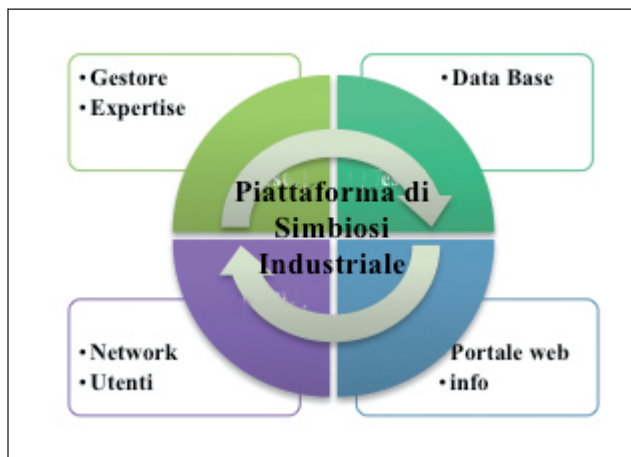 • Gestore
• Expertise
• Data Base
Piattaforma di
Simbiosi
Industriale
• Network
• Utenti
Portale web
• info